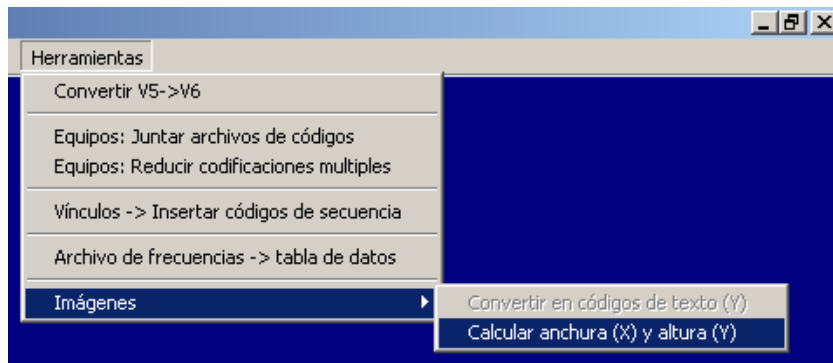 Herramientas
Convertir V5->V6
Equipos: Juntar archivos de códigos
Equipos: Reducir codificaciones multiples
Vínculos -> Insertar códigos de secuencia
Archivo de frecuencias -> tabla de datos
Imágenes
Convertir en códigos de texto (Y)
Calcular anchura (X) y altura (Y)